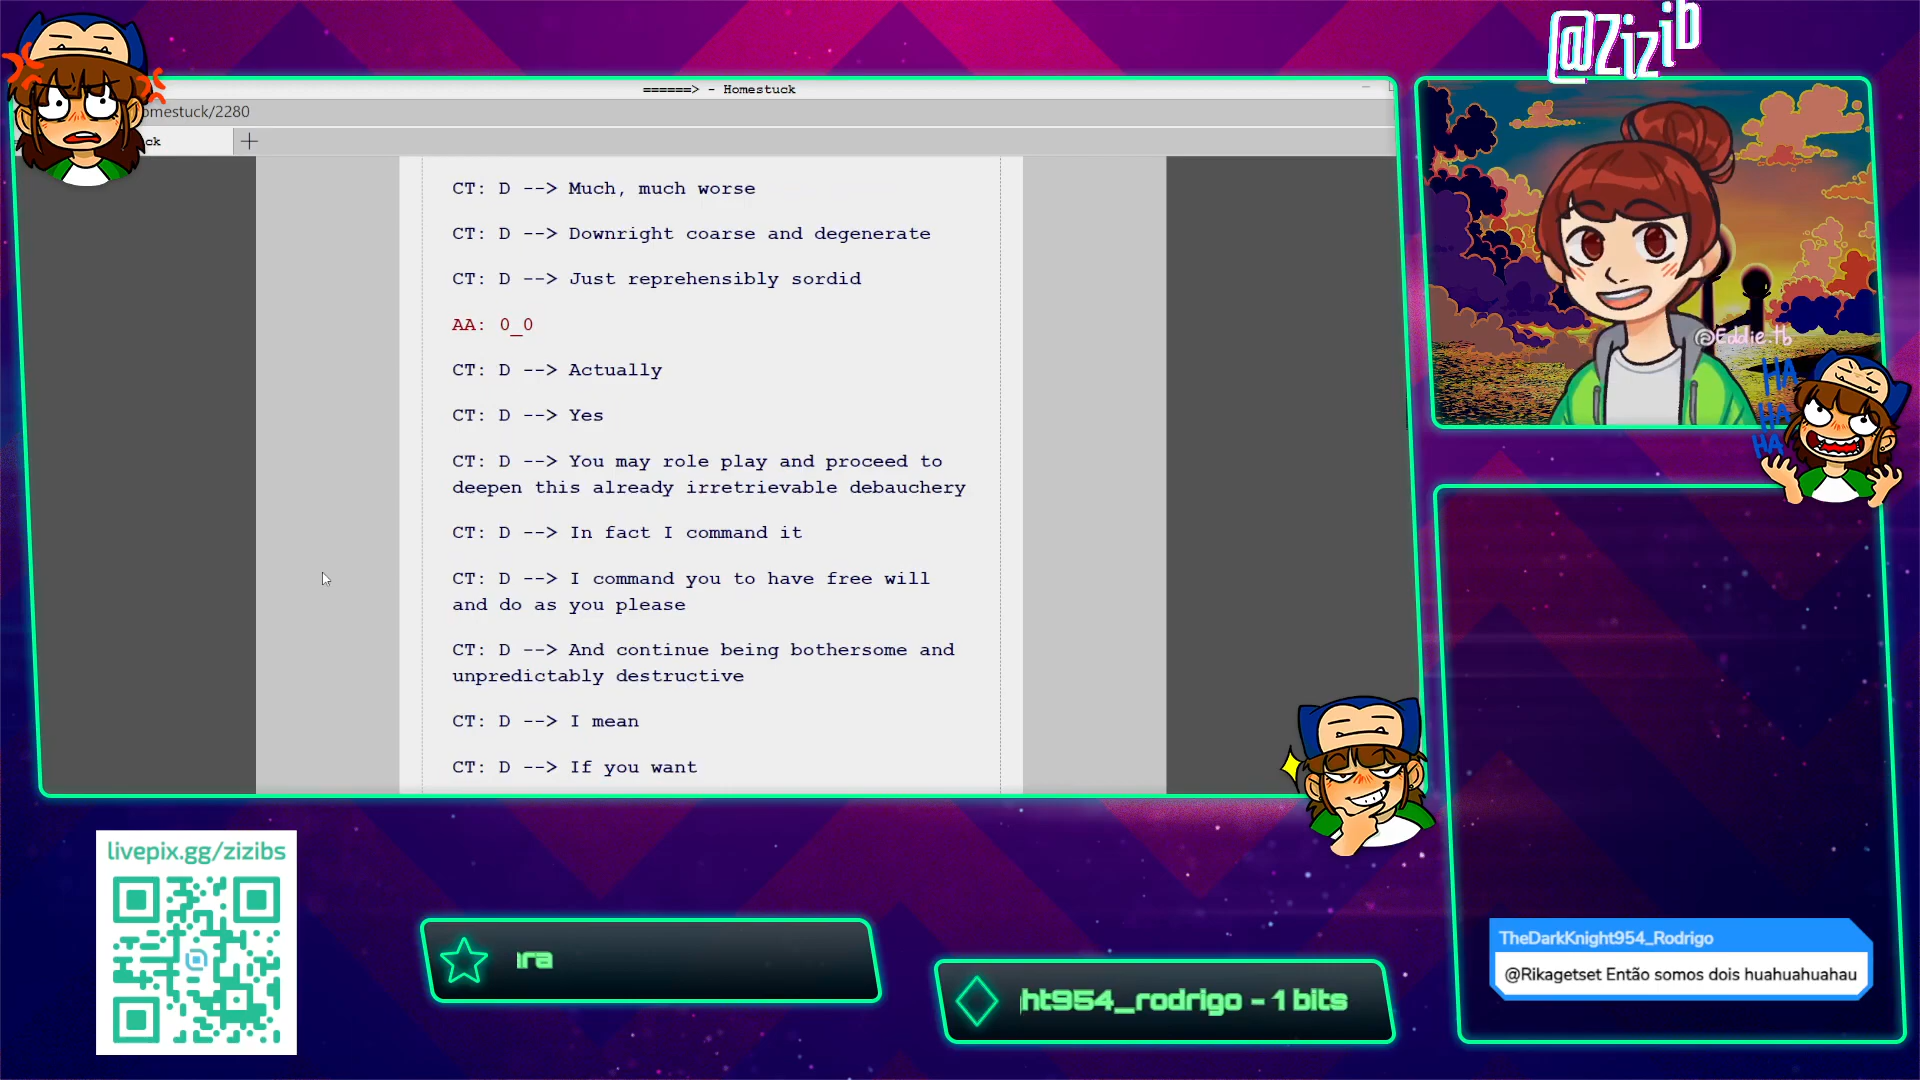 @Zizib
======> - Homestuck
omestuck/2280
ck
CT: D --> Much, much worse
CT: D --> Downright coarse and degenerate
CT: D --> Just reprehensibly sordid
AA: 0_0
CT: D --> Actually
CT: D --> Yes
CT: D --> You may role play and proceed to
deepen this already irretrievable debauchery
CT: D --> In fact I command it
CT: D --> I command you to have free will
and do as you please
CT: D --> And continue being bothersome and
unpredictably destructive
CT: D --> I mean
CT: D --> If you want
@Eddie.tb
HA
HA
HA
livepix.gg/zizibs
ara
ht954_rodrigo - 1 bits
TheDarkKnight954_Rodrigo
@Rikagetset Então somos dois huahuahuahau